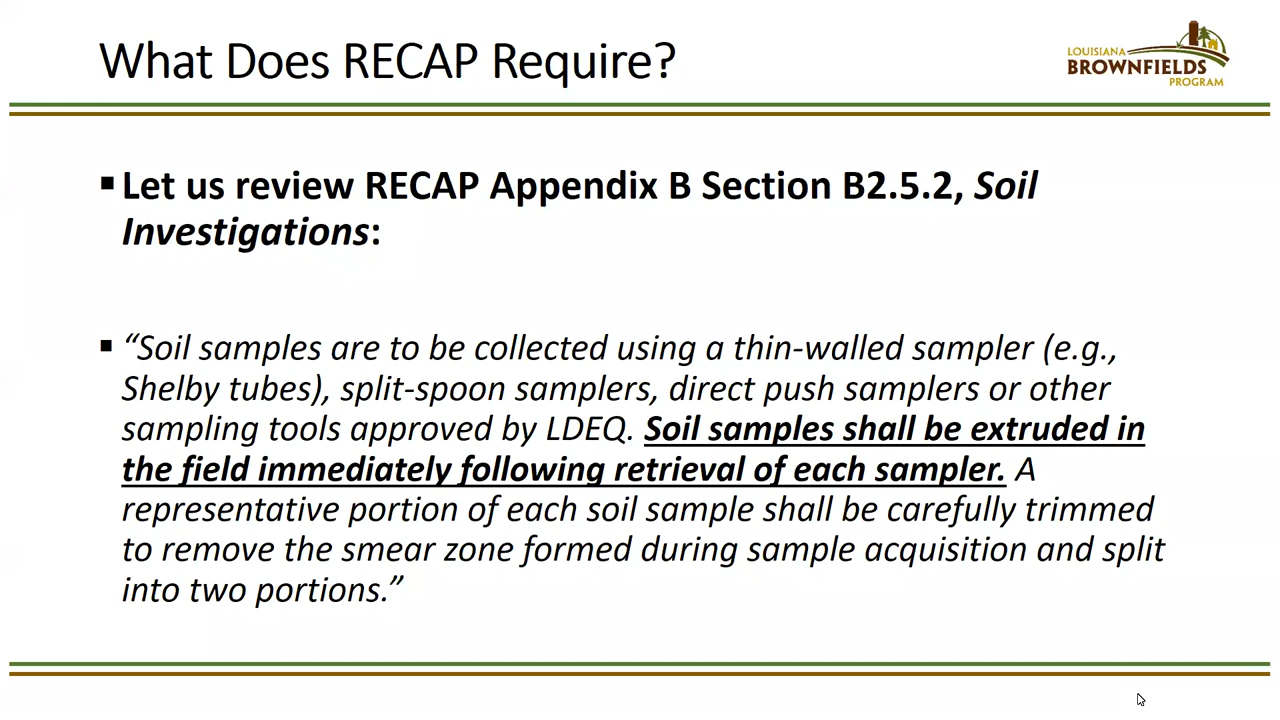 What Does RECAP Require?
LOUISIANA
BROWNFIELDS
PROGRAM
▪ Let us review RECAP Appendix B Section B2.5.2, Soil
Investigations:
▪ “Soil samples are to be collected using a thin-walled sampler (e.g.,
Shelby tubes), split-spoon samplers, direct push samplers or other
sampling tools approved by LDEQ. Soil samples shall be extruded in
the field immediately following retrieval of each sampler. A
representative portion of each soil sample shall be carefully trimmed
to remove the smear zone formed during sample acquisition and split
into two portions.”